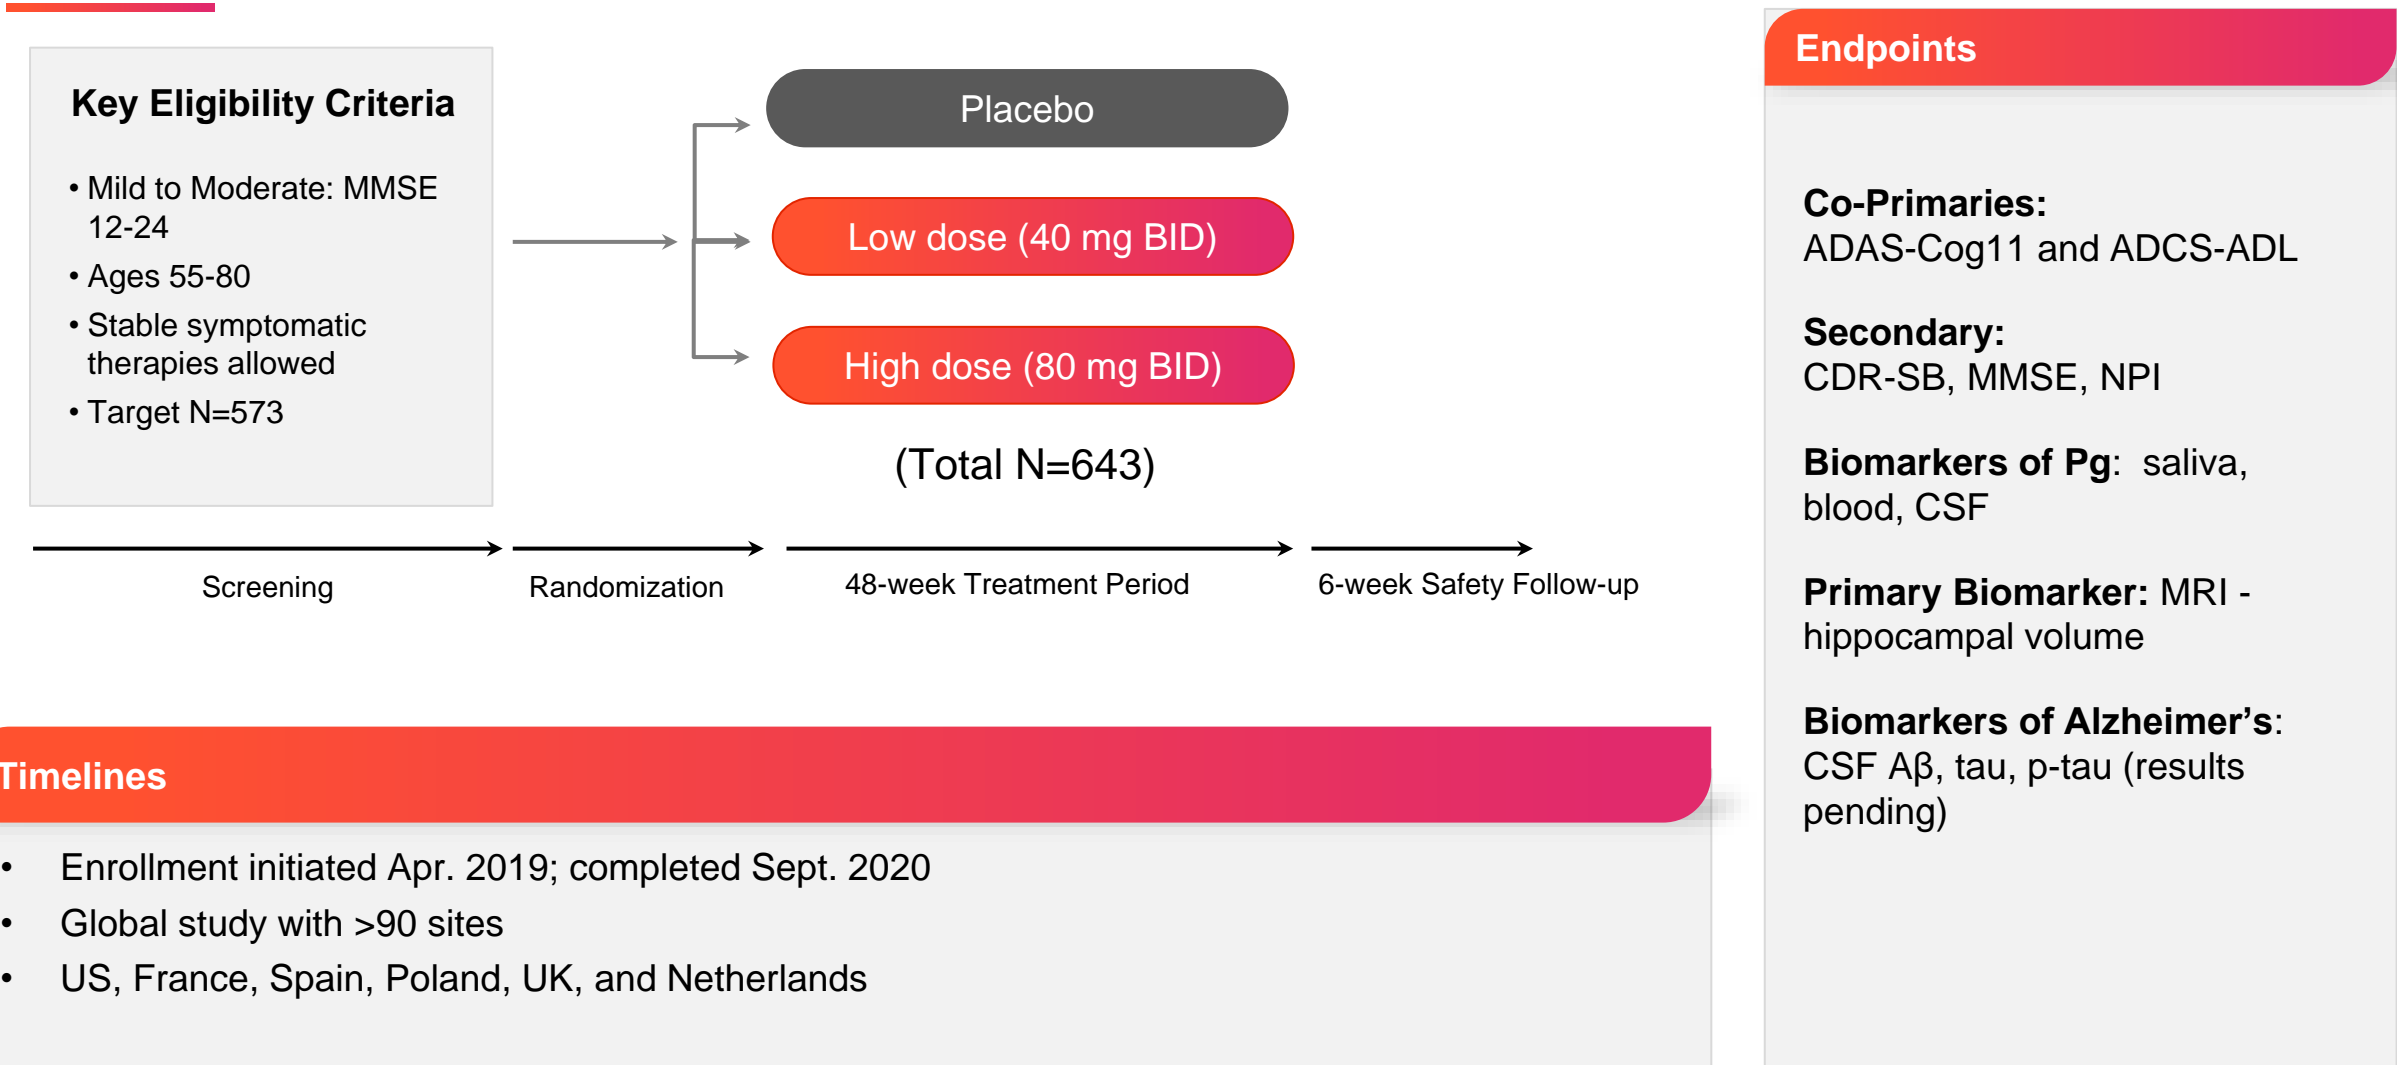 Key Eligibility Criteria
• Mild to Moderate: MMSE
12-24
• Ages 55-80
• Stable symptomatic
therapies allowed
• Target N=573
Placebo
Low dose (40 mg BID)
High dose (80 mg BID)
(Total N=643)
Screening
Randomization
48-week Treatment Period
6-week Safety Follow-up
Timelines
• Enrollment initiated Apr. 2019; completed Sept. 2020
• Global study with >90 sites
• US, France, Spain, Poland, UK, and Netherlands
Endpoints
Co-Primaries:
ADAS-Cog11 and ADCS-ADL
Secondary:
CDR-SB, MMSE, NPI
Biomarkers of Pg: saliva,
blood, CSF
Primary Biomarker: MRI -
hippocampal volume
Biomarkers of Alzheimer’s:
CSF Aβ, tau, p-tau (results
pending)